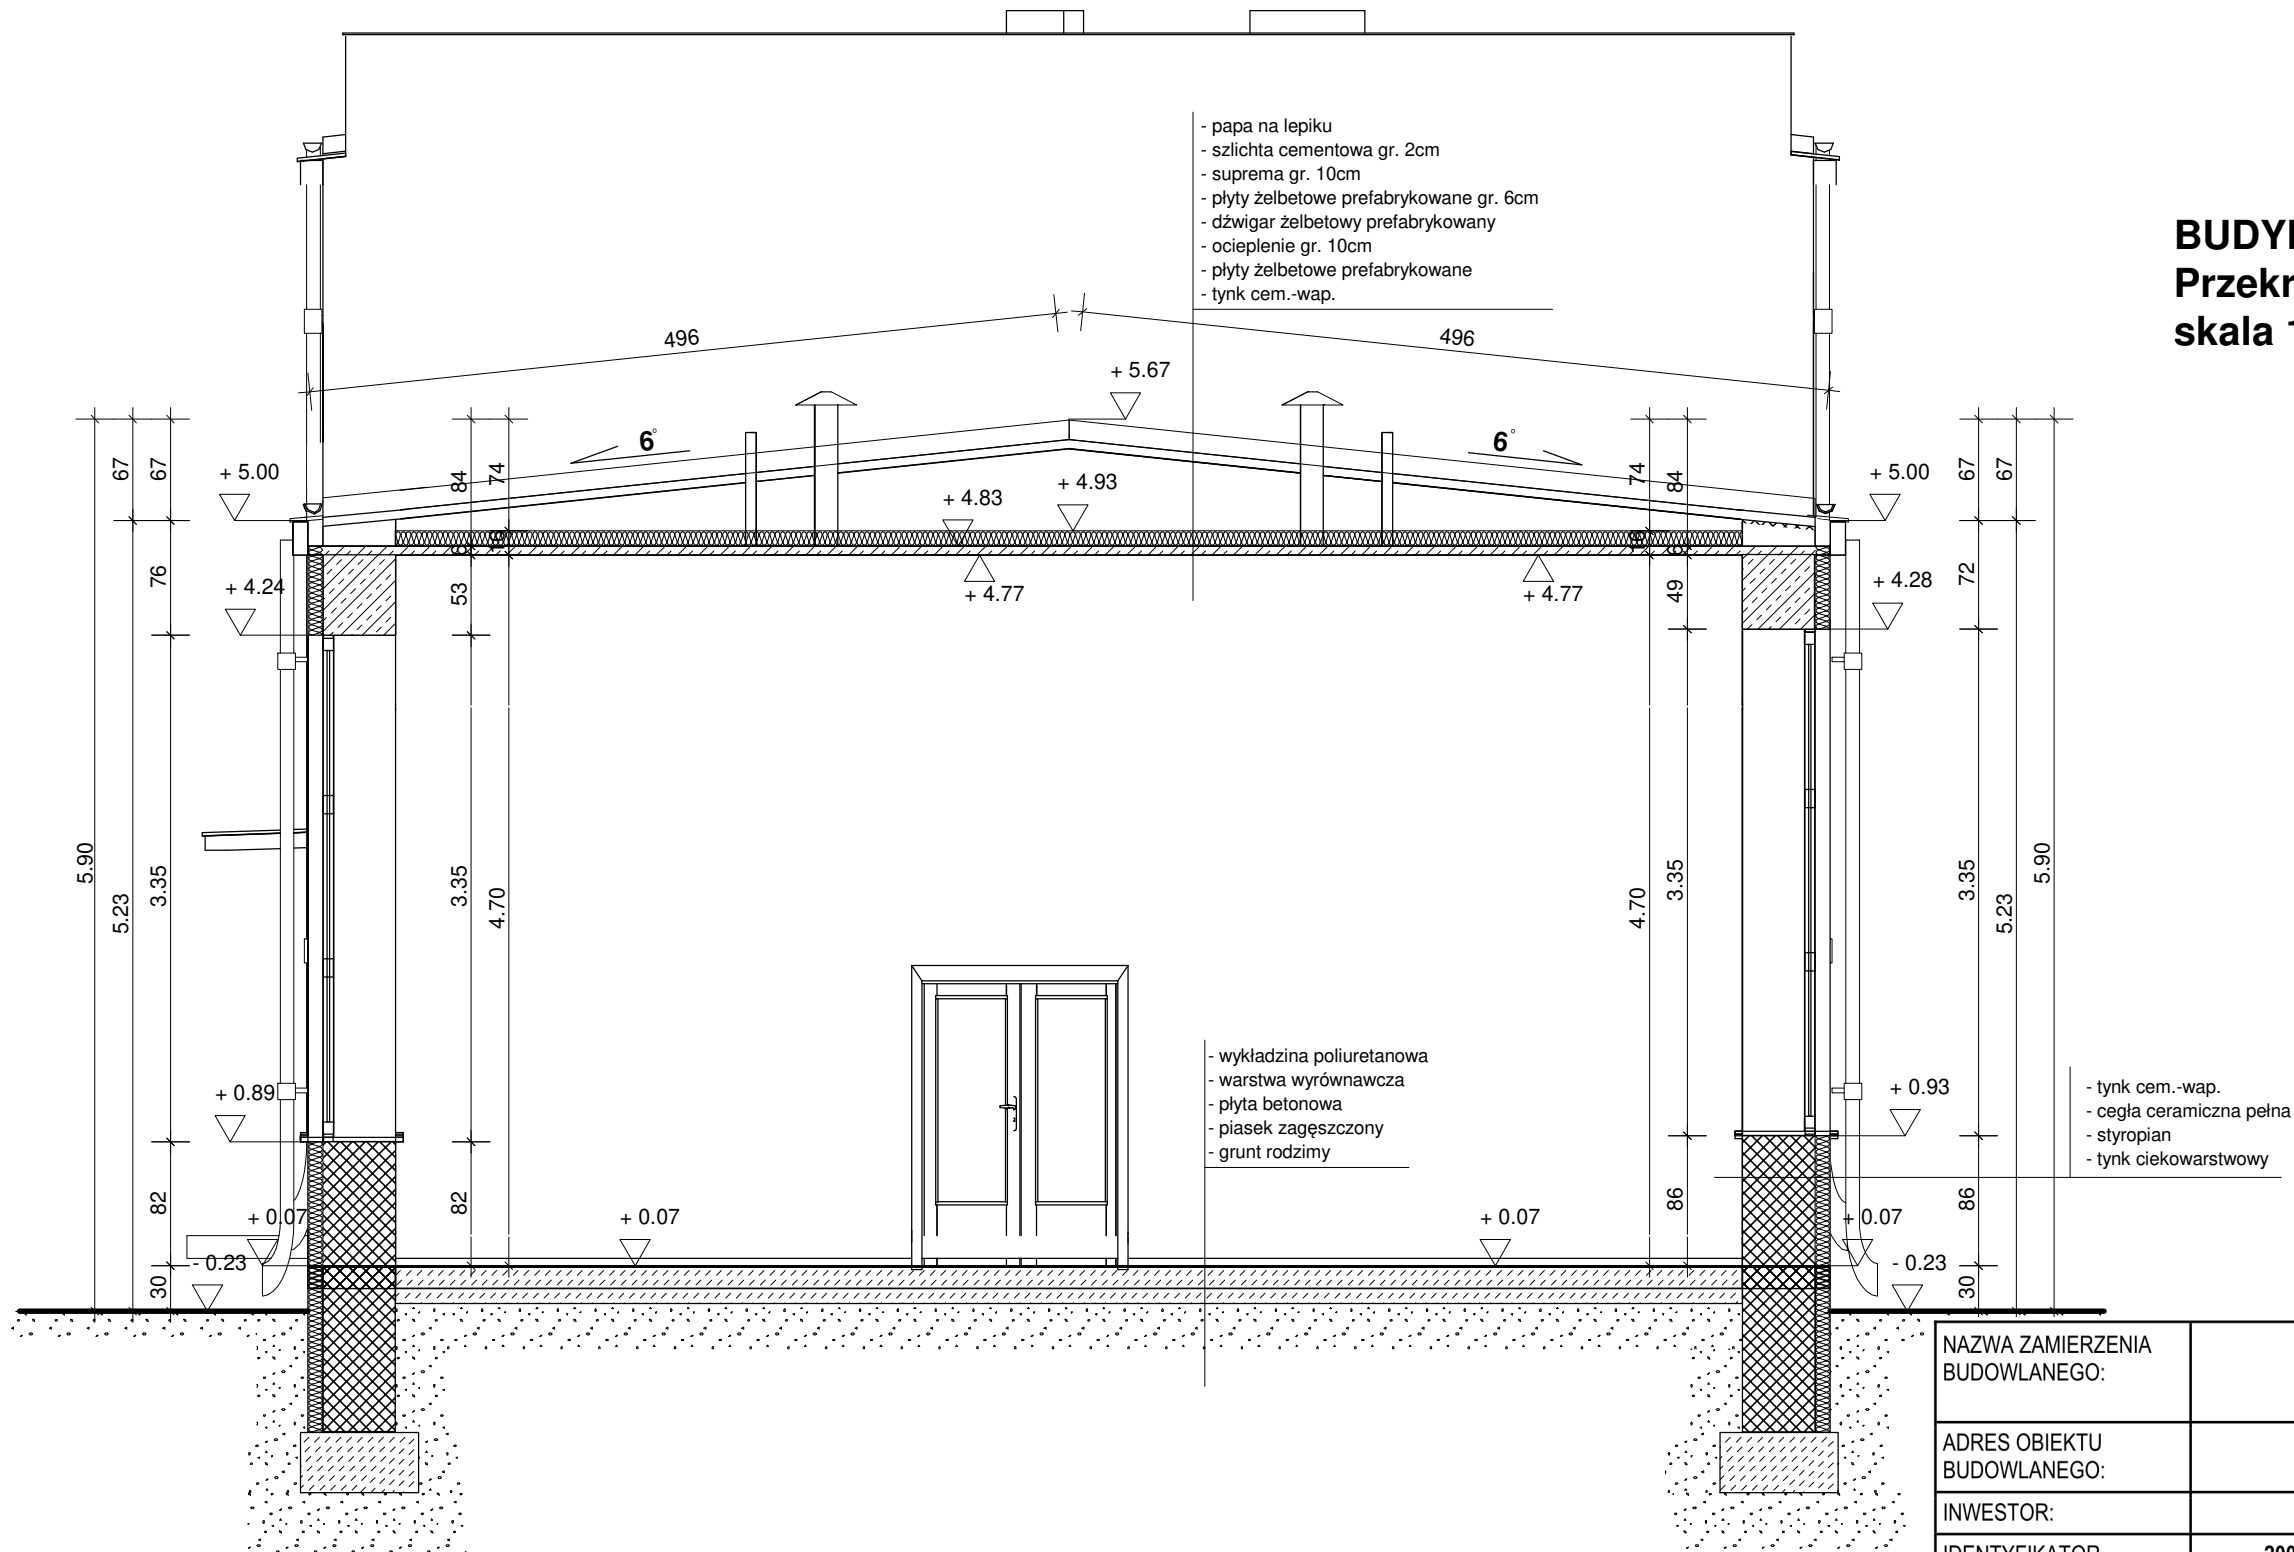 - papa na lepiku
- szlichta cementowa gr. 2cm
- suprema gr. 10cm
- płyty żelbetowe prefabrykowane gr. 6cm
- dźwigar żelbetowy prefabrykowany
- ocieplenie gr. 10cm
- płyty żelbetowe prefabrykowane
- tynk cem.-wap.
skala
496
496
+ 5.67
6°
6°
67
67
84
74
74
84
67
67
+ 5.00
+ 5.00
+ 4.83
+ 4.93
6
16
16
6
76
53
49
72
+ 4.24
+ 4.77
+ 4.77
+ 4.28
5.90
5.23
3.35
3.35
4.70
4.70
3.35
3.35
5.23
5.90
- wykładzina poliuretanowa
- warstwa wyrównawcza
- płyta betonowa
- piasek zagęszczony
- grunt rodzimy
+ 0.89
+ 0.93
- tynk cem.-wap.
- cegła ceramiczna pełna
- styropian
- tynk ciekowarstwowy
82
82
86
86
+ 0.07
+ 0.07
+ 0.07
+ 0.07
- 0.23
- 0.23
30
30
NAZWA ZAMIERZENIA
BUDOWLANEGO:
ADRES OBIEKTU
BUDOWLANEGO:
INWESTOR: